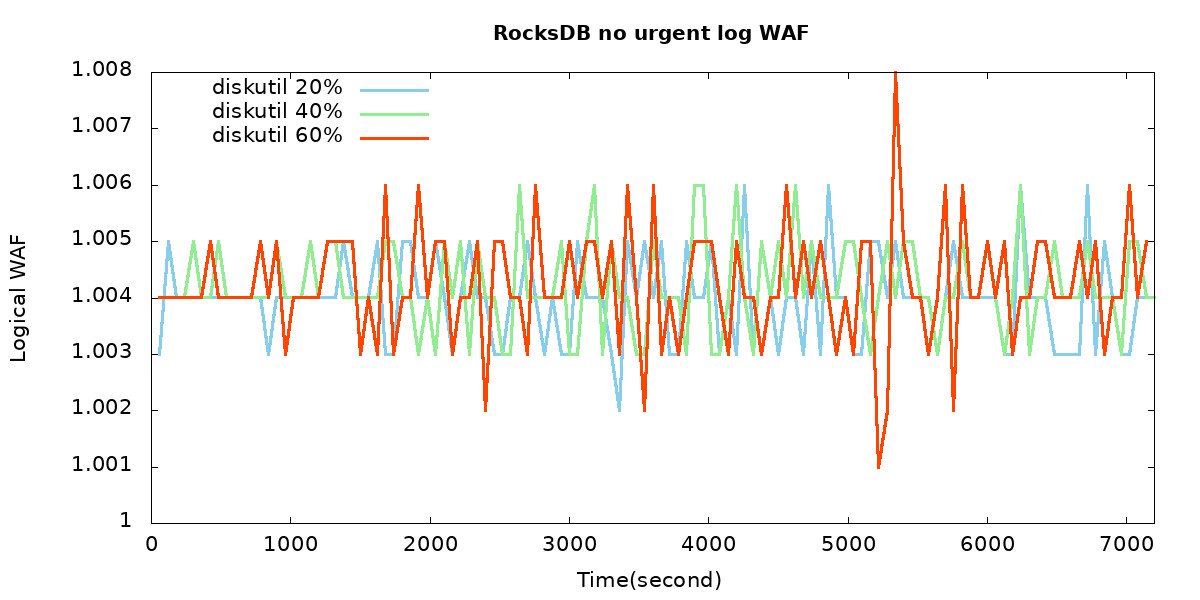 RocksDB no urgent log WAF
diskutil 20%
diskutil 40%
diskutil 60%
Logical WAF
1.008
1.007
1.006
1.005
1.004
1.003
1.002
1.001
1
0 1000 2000 3000 4000 5000 6000 7000
Time(second)